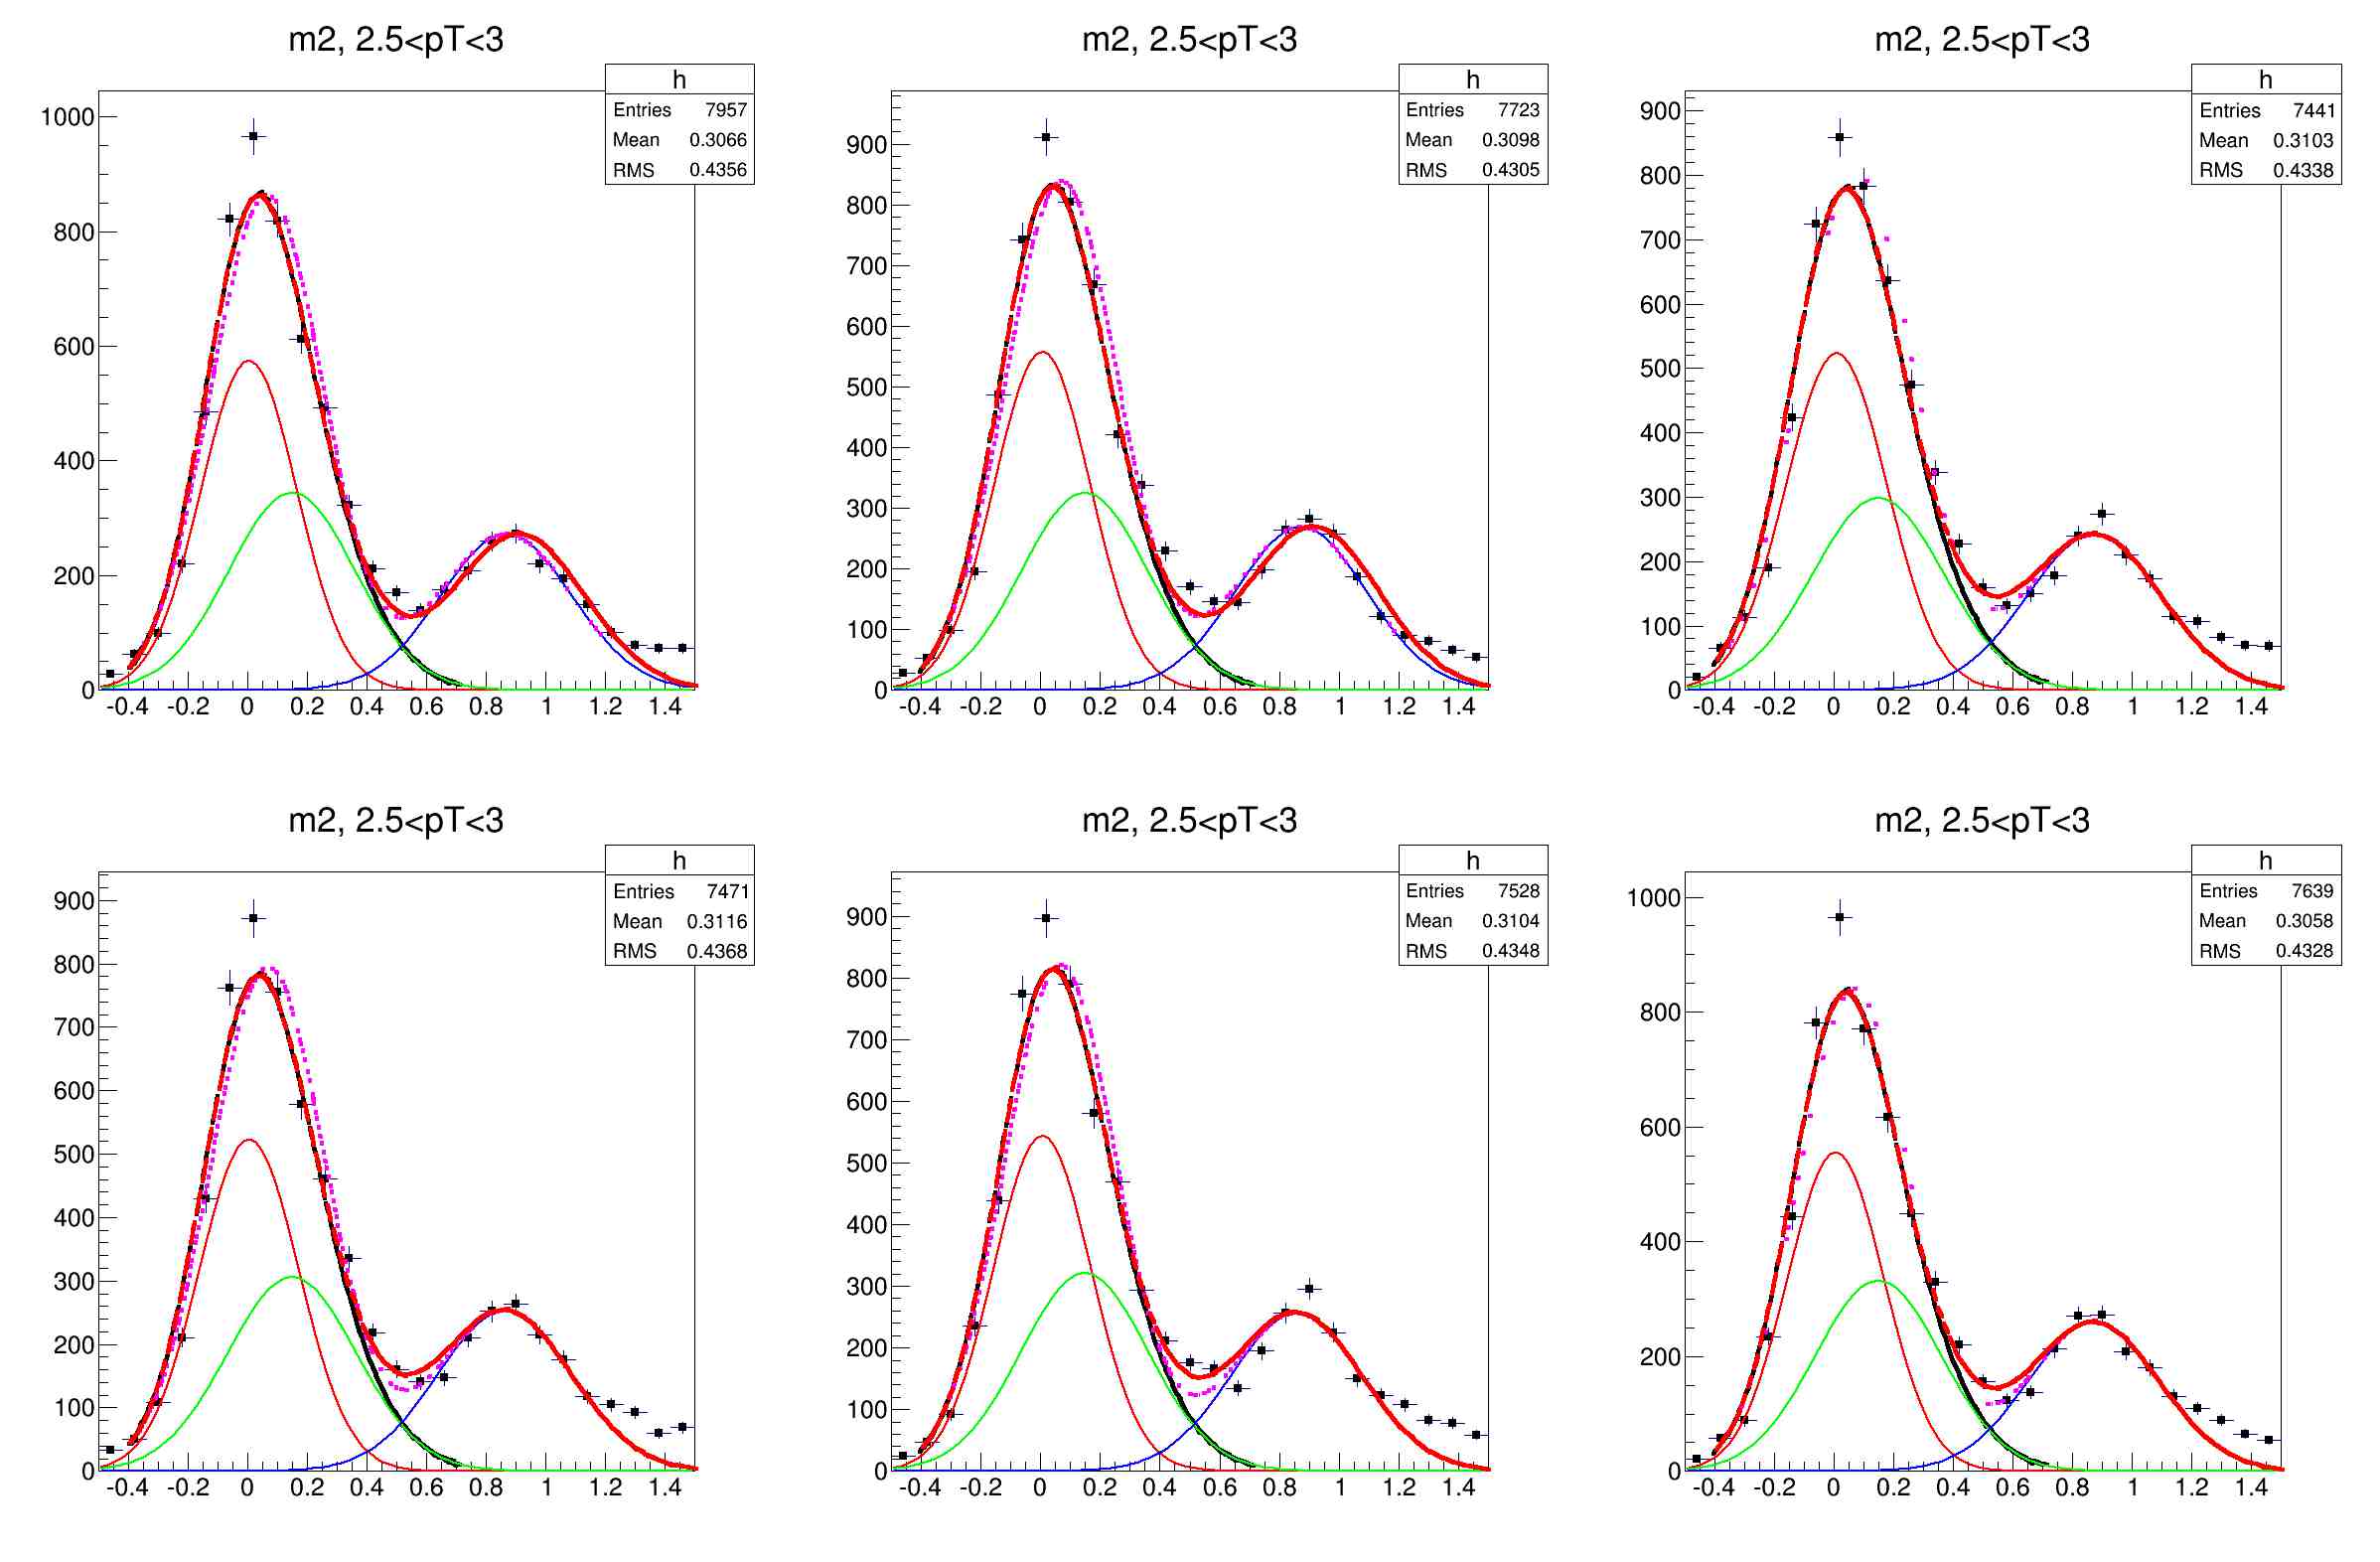 m2, 2.5<pT<3
h
Entries 7957
Mean 0.3066
RMS 0.4356
1000
800
600
400
200
0
-0.4 -0.2 0 0.2 0.4 0.6 0.8 1 1.2 1.4
m2, 2.5<pT<3
h
Entries 7723
Mean 0.3098
RMS 0.4305
900
800
700
600
500
400
300
200
100
0
-0.4 -0.2 0 0.2 0.4 0.6 0.8 1 1.2 1.4
m2, 2.5<pT<3
h
Entries 7441
Mean 0.3103
RMS 0.4338
900
800
700
600
500
400
300
200
100
0
-0.4 -0.2 0 0.2 0.4 0.6 0.8 1 1.2 1.4
m2, 2.5<pT<3
h
Entries 7471
Mean 0.3116
RMS 0.4368
900
800
700
600
500
400
300
200
100
0
-0.4 -0.2 0 0.2 0.4 0.6 0.8 1 1.2 1.4
m2, 2.5<pT<3
h
Entries 7528
Mean 0.3104
RMS 0.4348
900
800
700
600
500
400
300
200
100
0
-0.4 -0.2 0 0.2 0.4 0.6 0.8 1 1.2 1.4
m2, 2.5<pT<3
h
Entries 7639
Mean 0.3058
RMS 0.4328
1000
800
600
400
200
0
-0.4 -0.2 0 0.2 0.4 0.6 0.8 1 1.2 1.4